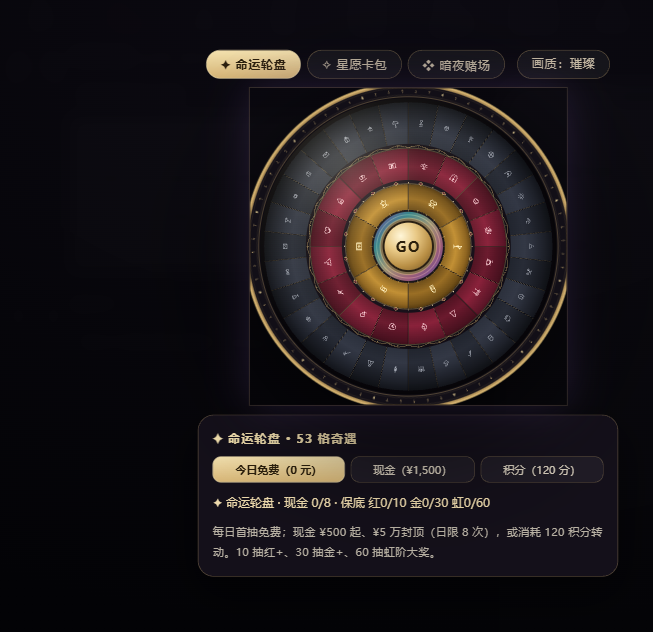 ✦ 命运轮盘
✧ 星愿卡包
❖ 暗夜赌场
画质：璀璨
GO
✦ 命运轮盘 • 53 格奇遇
今日免费（0 元）
现金（¥1,500）
积分（120 分）
✦ 命运轮盘 · 现金 0/8 · 保底 红0/10 金0/30 虹0/60
每日首抽免费；现金 ¥500 起、¥5 万封顶（日限 8 次），或消耗 120 积分转
动。10 抽红+、30 抽金+、60 抽虹阶大奖。